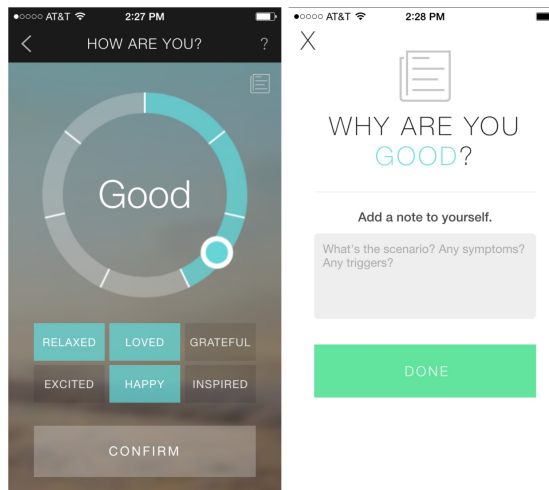 AT&T 2:27 PM
HOW ARE YOU? ?
Good
RELAXED LOVED GRATEFUL
EXCITED HAPPY INSPIRED
CONFIRM
AT&T 2:28 PM
X
WHY ARE YOU
GOOD?
Add a note to yourself.
What's the scenario? Any symptoms?
Any triggers?
DONE